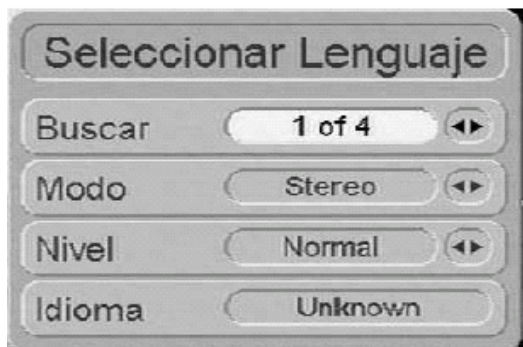 Seleccionar Lenguaje
Buscar 1 of 4
Modo Stereo
Nivel Normal
Idioma Unknown